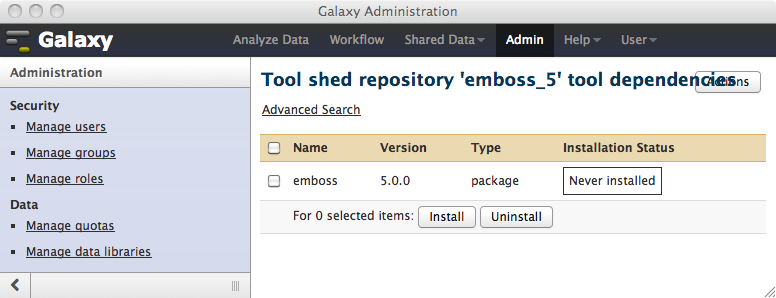 Galaxy Administration
Galaxy
Analyze Data Workflow Shared Data Admin Help User
Administration
Security
Manage users
Manage groups
Manage roles
Data
Manage quotas
Manage data libraries
Tool shed repository 'emboss_5' tool dependencies
Actions
Advanced Search
Name Version Type Installation Status
emboss 5.0.0 package Never installed
For 0 selected items: Install Uninstall